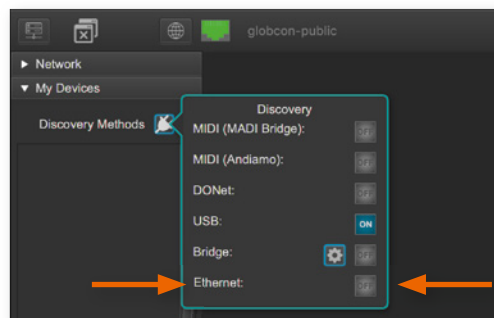 globcon-public
Network
My Devices
Discovery Methods
Discovery
MIDI (MADI Bridge):
MIDI (Andiamo):
DONet:
USB:
ON
Bridge:
Ethernet: